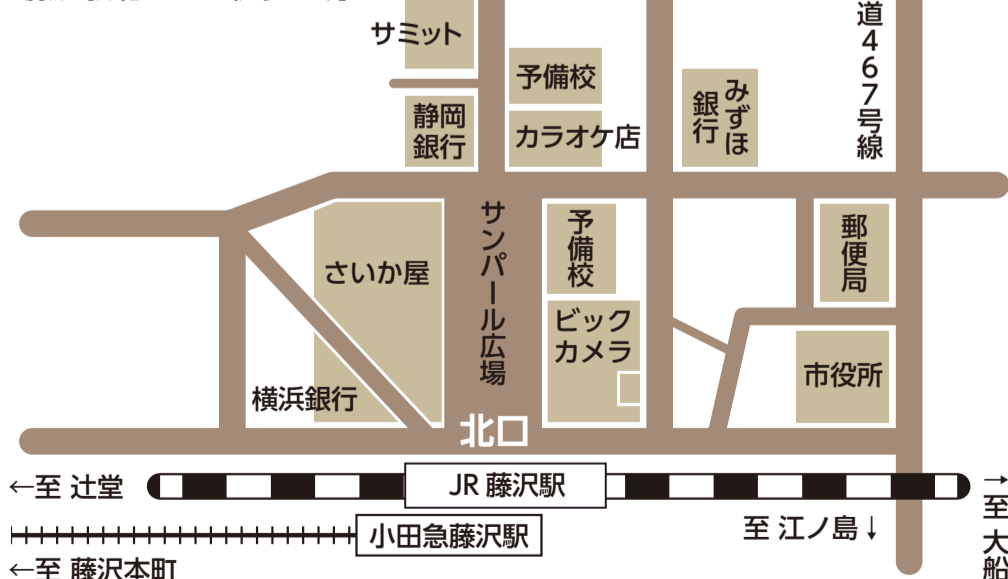 サミット
予備校
静岡
銀行
カラオケ店
みずほ
銀行
道467号線
サンパール広場
予備校
郵便局
さいか屋
ビック
カメラ
横浜銀行
市役所
北口
←至 辻堂
JR 藤沢駅
→至 大船
小田急藤沢駅
至 江ノ島↓
←至 藤沢本町